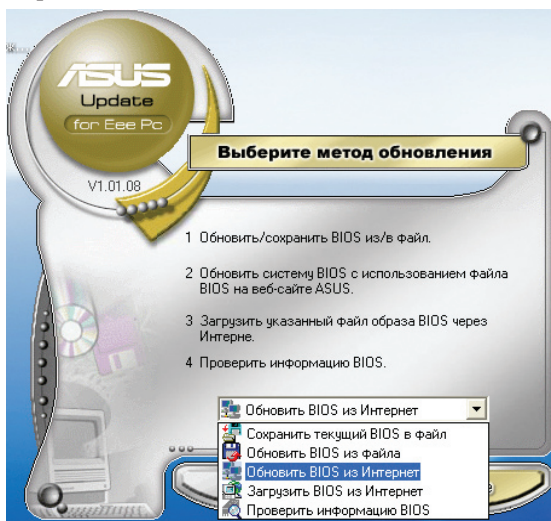 ASUS
Update
for Eee Pc
Выберите метод обновления
V1.01.08
1 Обновить/сохранить BIOS из/в файл.
2 Обновить систему BIOS с использованием файла
BIOS на веб-сайте ASUS.
3 Загрузить указанный файл образа BIOS через
Интерне.
4 Проверить информацию BIOS.
Обновить BIOS из Интернет
Сохранить текущий BIOS в файл
Обновить BIOS из файла
Обновить BIOS из Интернет
Загрузить BIOS из Интернет
Проверить информацию BIOS